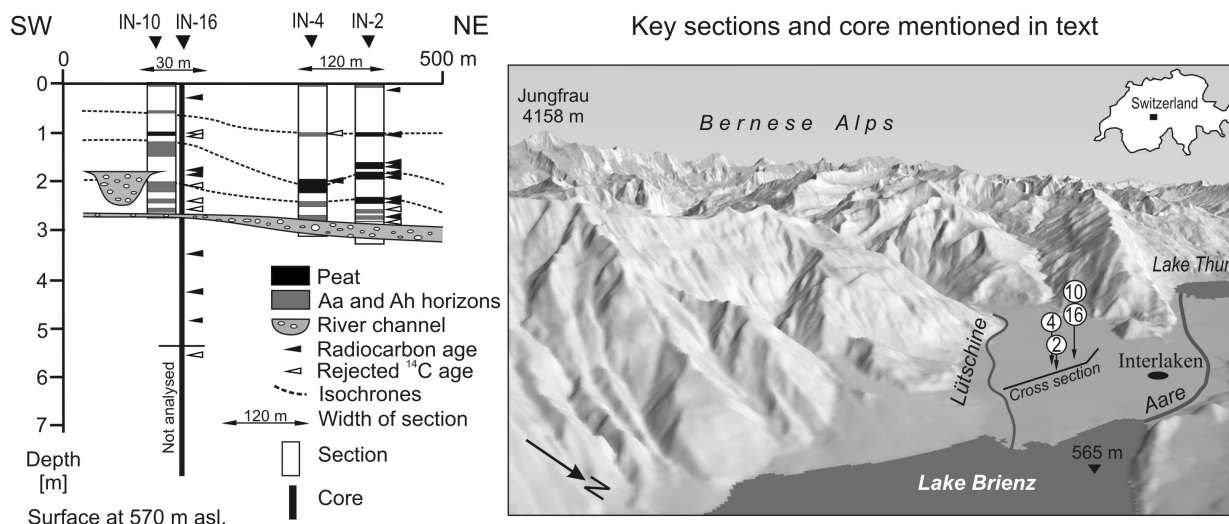 SW
IN-10
IN-16
IN-4
IN-2
NE
0
30 m
120 m
500 m
0
1
2
3
4
5
6
7
Depth
[m]
Not analysed
Peat
Aa and Ah horizons
River channel
Radiocarbon age
Rejected 14C age
Isochrones
120 m
Width of section
Section
Core
Surface at 570 m asl.
Key sections and core mentioned in text
Jungfrau
4158 m
Bernese Alps
Switzerland
Lake Thun
10
16
4
2
Lütschine
Cross section
Interlaken
Aare
565 m
Lake Brienz
N